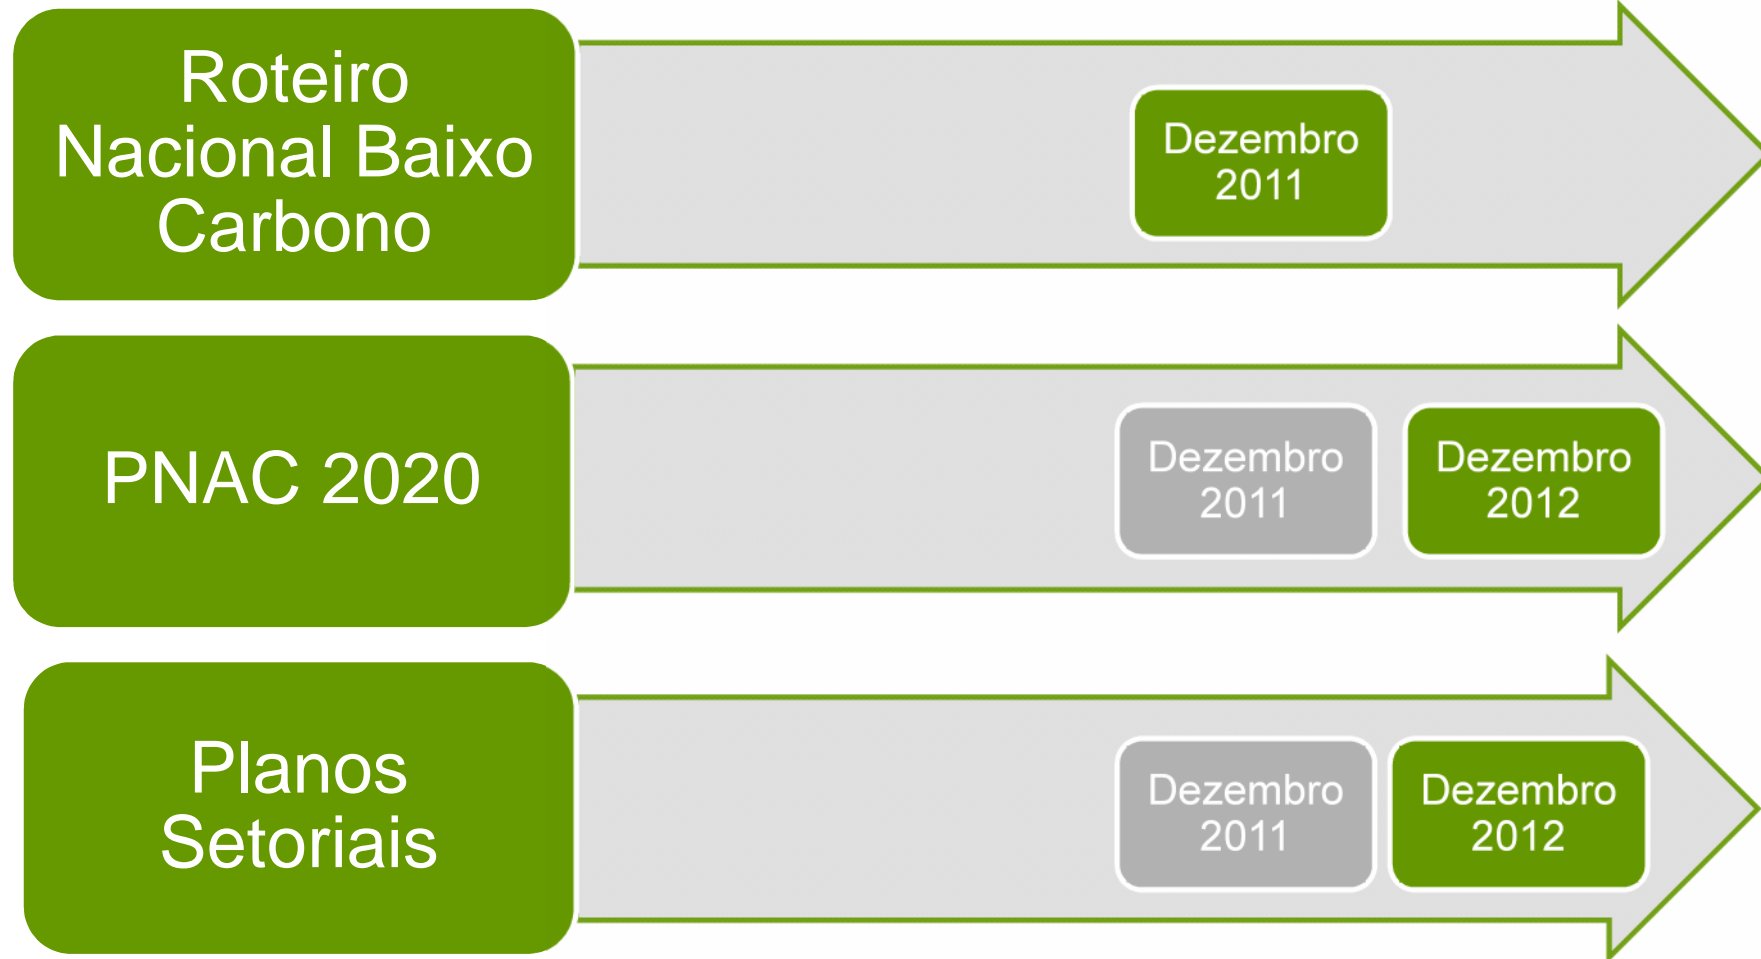 Roteiro
Nacional Baixo
Carbono
Dezembro
2011
PNAC 2020
Dezembro
2011
Dezembro
2012
Planos
Setoriais
Dezembro
2011
Dezembro
2012